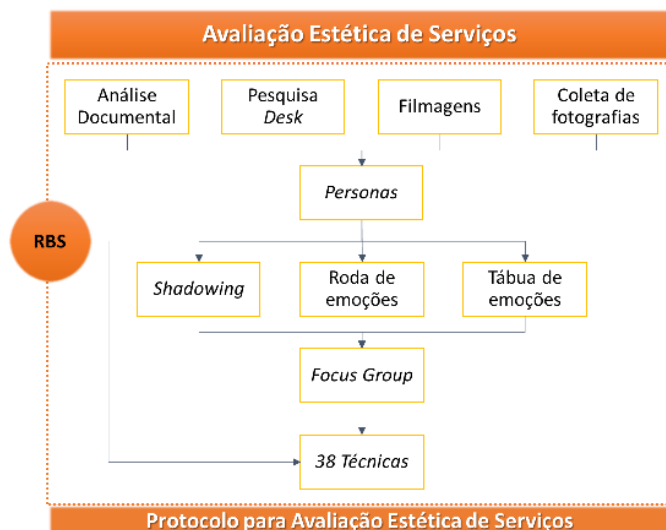 Avaliação Estética de Serviços
Análise
Documental
Pesquisa
Desk
Filmagens
Coleta de
fotografias
Personas
RBS
Shadowing
Roda de
emoções
Tábua de
emoções
Focus Group
38 Técnicas
Protocolo para Avaliação Estética de Serviços